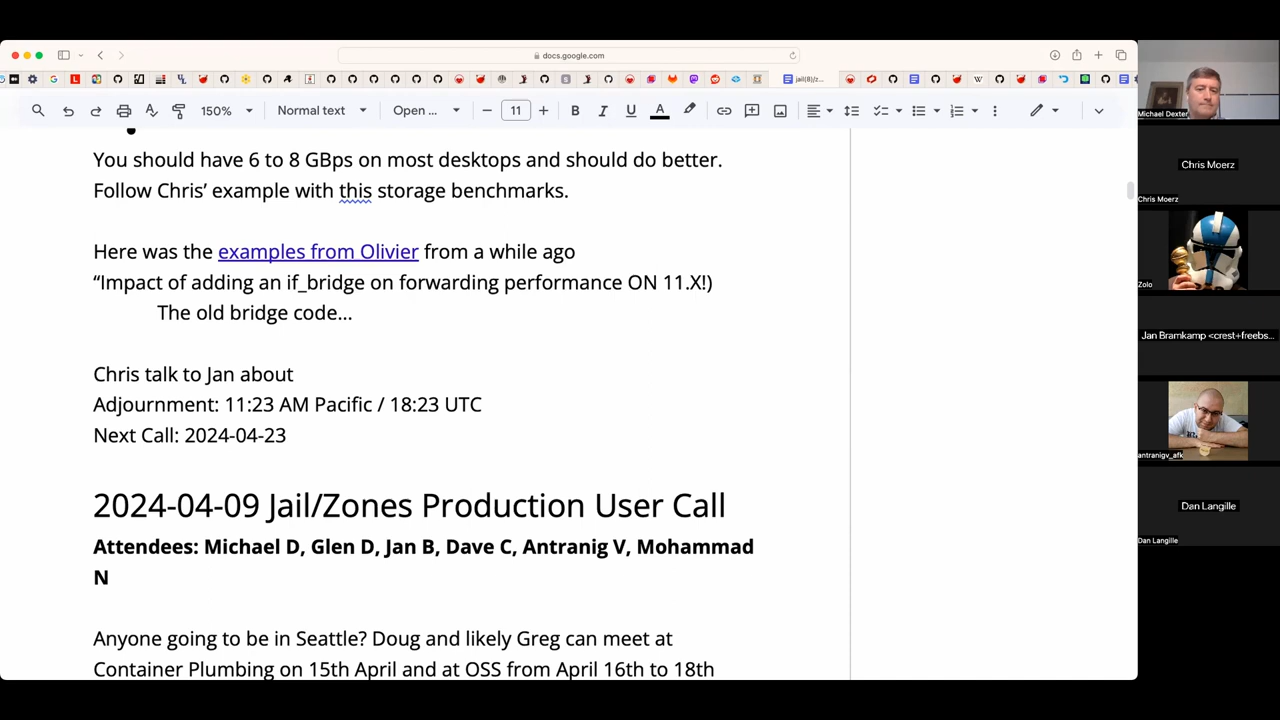 docs.google.com
jail(8)/z...
150%
Normal text
Open ...
11
You should have 6 to 8 GBps on most desktops and should do better.
Follow Chris’ example with this storage benchmarks.
Here was the examples from Olivier from a while ago
“Impact of adding an if_bridge on forwarding performance ON 11.X!)
The old bridge code...
Chris talk to Jan about
Adjournment: 11:23 AM Pacific / 18:23 UTC
Next Call: 2024-04-23
2024-04-09 Jail/Zones Production User Call
Attendees: Michael D, Glen D, Jan B, Dave C, Antranig V, Mohammad
N
Anyone going to be in Seattle? Doug and likely Greg can meet at
Container Plumbing on 15th April and at OSS from April 16th to 18th
Michael Dexter
Chris Moerz
Chris Moerz
Zolo
Jan Bramkamp <crest+freebs...
antranigv_afk
Dan Langille
Dan Langille